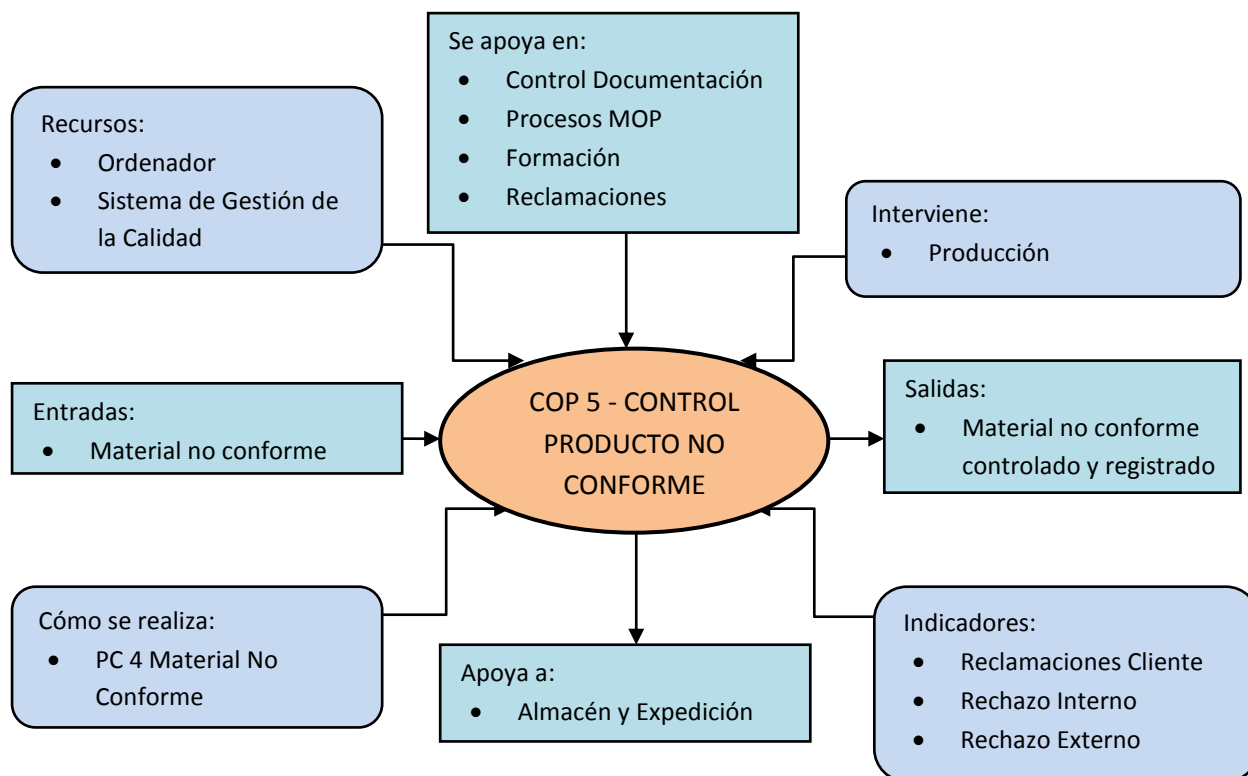 Se apoya en:
• Control Documentación
• Procesos MOP
• Formación
• Reclamaciones
Recursos:
• Ordenador
• Sistema de Gestión de
la Calidad
Interviene:
• Producción
Entradas:
• Material no conforme
COP 5 - CONTROL
PRODUCTO NO
CONFORME
Salidas:
• Material no conforme
controlado y registrado
Cómo se realiza:
• PC 4 Material No
Conforme
Apoya a:
• Almacén y Expedición
Indicadores:
• Reclamaciones Cliente
• Rechazo Interno
• Rechazo Externo